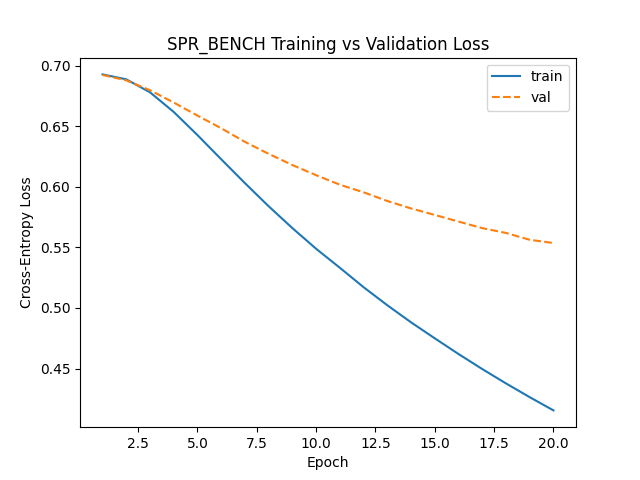 SPR_BENCH Training vs Validation Loss
train
val
0.70
0.65
0.60
0.55
0.50
0.45
Cross-Entropy Loss
2.5 5.0 7.5 10.0 12.5 15.0 17.5 20.0
Epoch